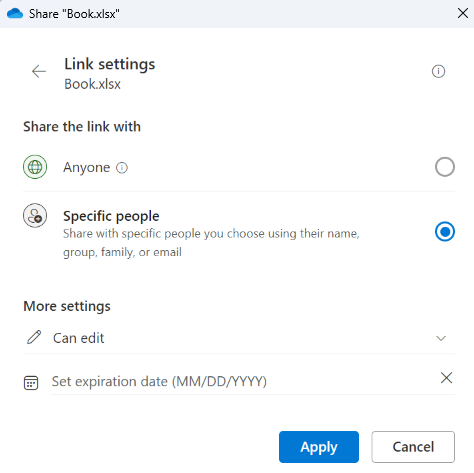 Share "Book.xlsx"
Link settings
Book.xlsx
Share the link with
Anyone
Specific people
Share with specific people you choose using their name,
group, family, or email
More settings
Can edit
Set expiration date (MM/DD/YYYY)
Apply
Cancel